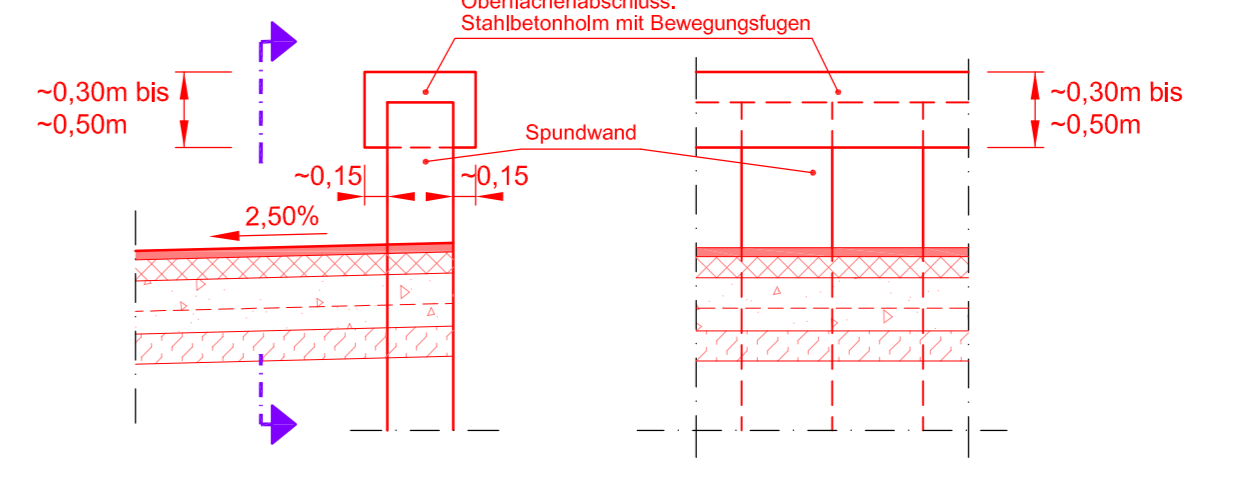 Oberflächenabschluss:
Stahlbetonholm mit Bewegungsfugen
~0,30m bis
~0,50m
~0,30m bis
~0,50m
Spundwand
~0,15
~0,15
2,50%